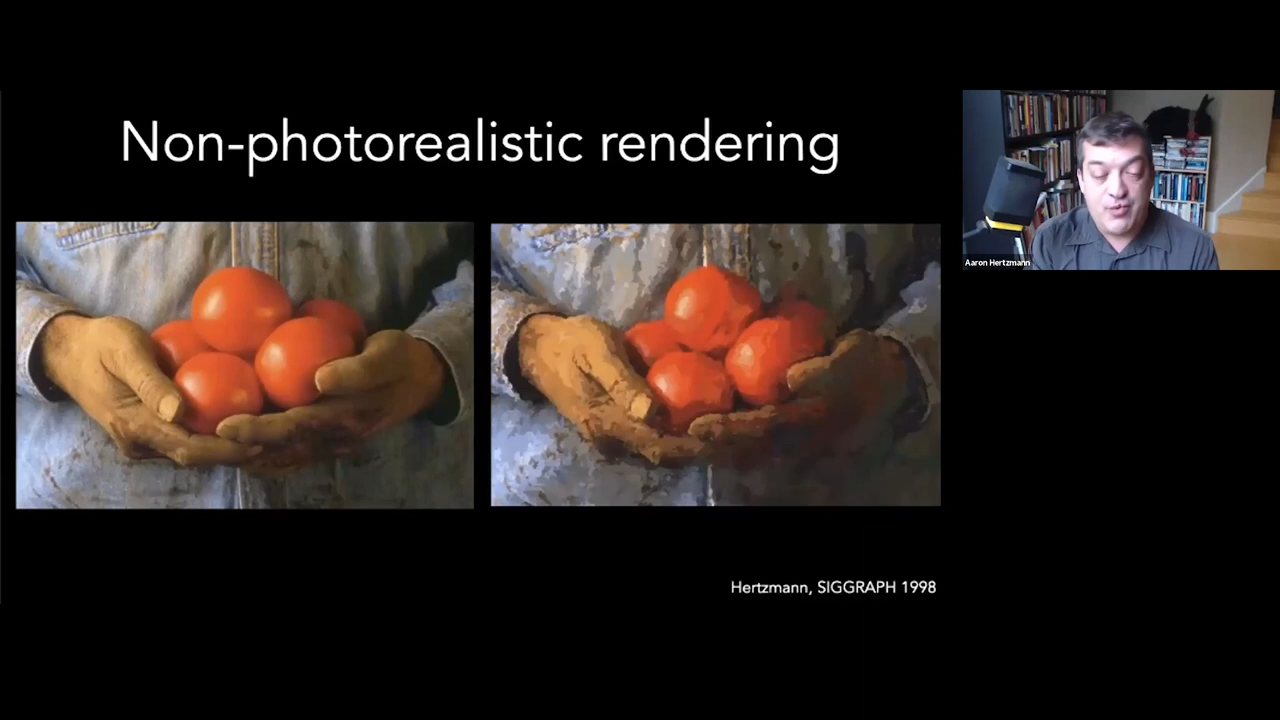 Non-photorealistic rendering
Aaron Hertzmann
Hertzmann, SIGGRAPH 1998